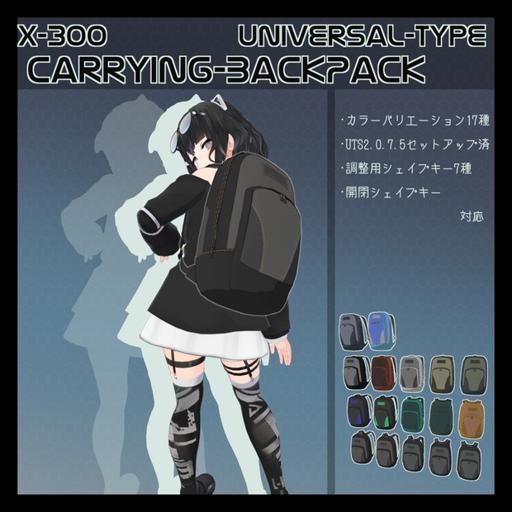 X-300 UNIVERSAL-TYPE
CARRYING-BACKPACK
・カラーバリエーション17種
・UTS2.0.7.5セットアップ済
・調整用シェイプキー7種
・開閉シェイプキー
対応